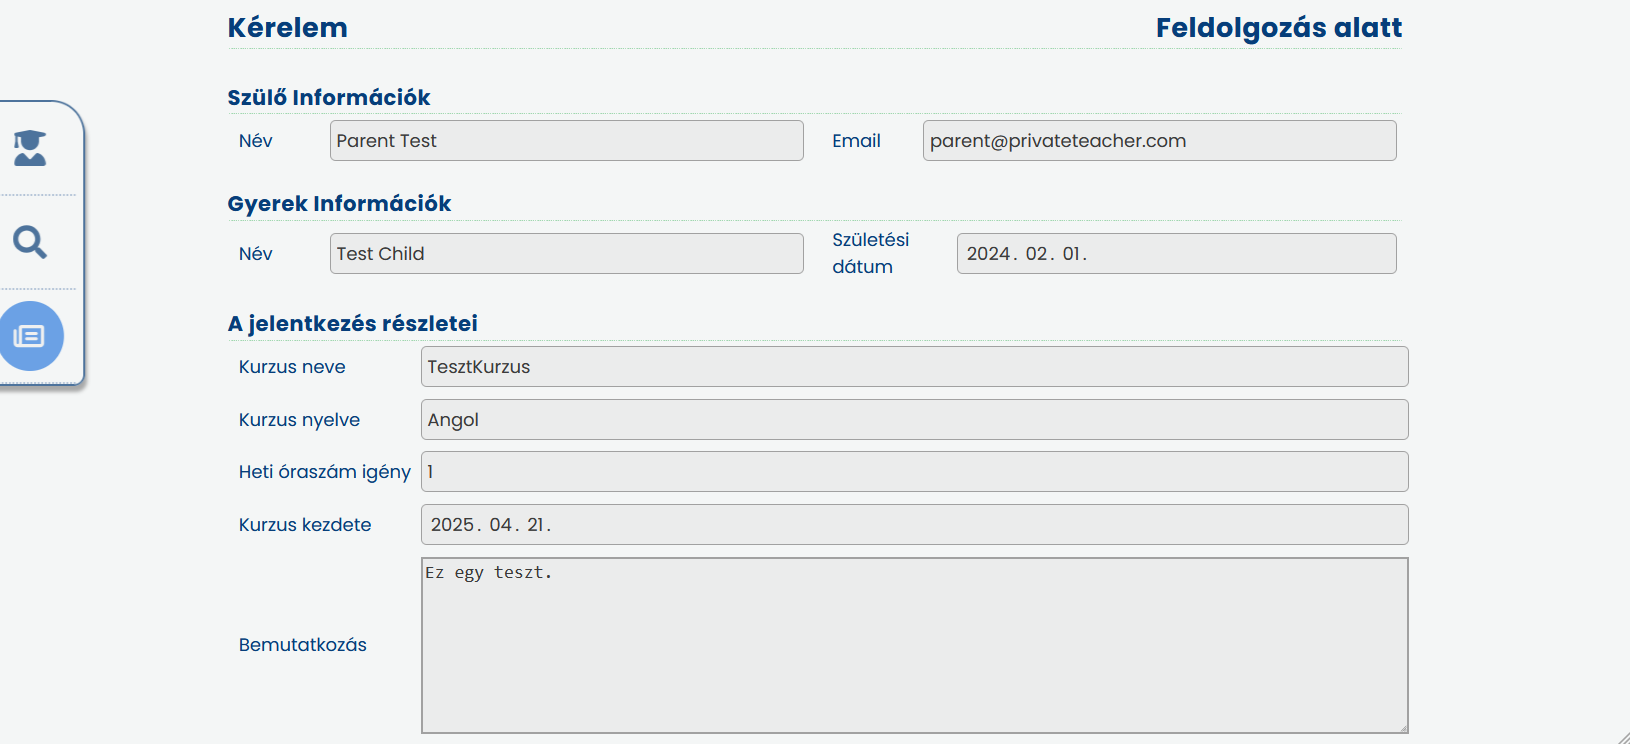 Kérelem Feldolgozás alatt
Szülő Információk
Név Parent Test Email parent@privateteacher.com
Gyerek Információk
Név Test Child Születési dátum 2024. 02. 01.
A jelentkezés részletei
Kurzus neve TesztKurzus
Kurzus nyelve Angol
Heti óraszám igény 1
Kurzus kezdete 2025. 04. 21.
Bemutatkozás Ez egy teszt.